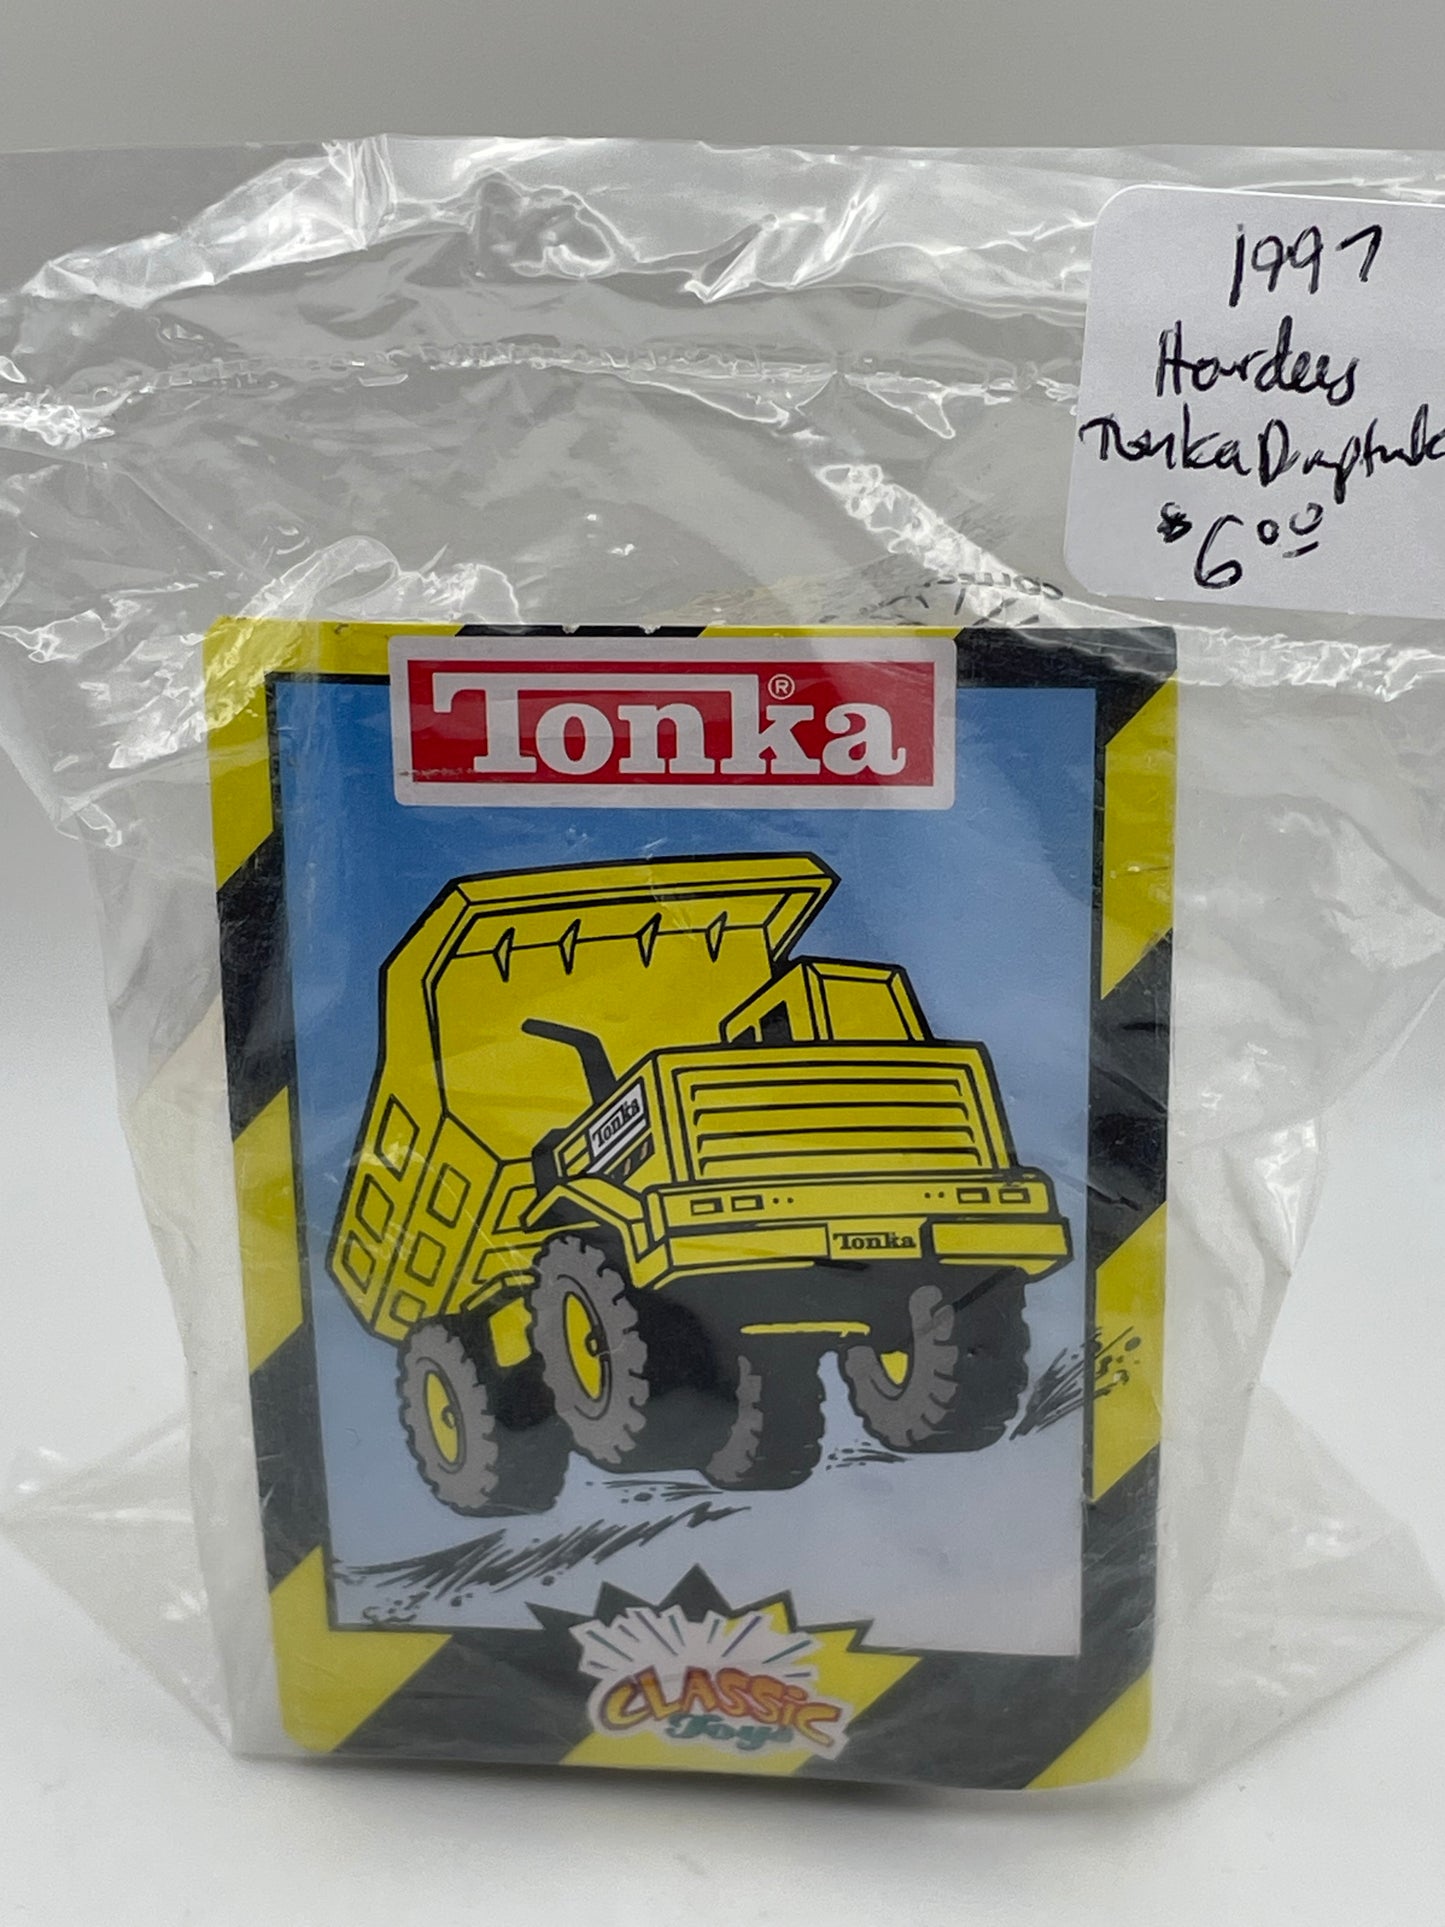 1997
Hardees
Tonka Dumptruck
$6.00
Tonka®
Tonka
Tonka
CLASSIC
Toys